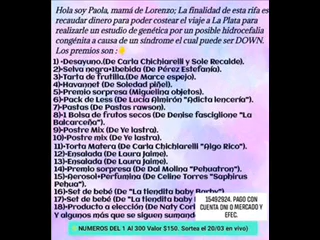 Hola soy Paola, mamá de Lorenzo; La finalidad de esta rifa es
recaudar dinero para poder costear el viaje a La Plata para
realizarle un estudio de genética por un posible hidrocefalia
congénita a causa de un síndrome el cual puede ser DOWN.
Los premios son :
1)•Desayuno.(De Carla Chichiarelli y Sole Recalde).
2)•Selva negra+1bebida (De Pérez Estefanía).
3)•Tarta de frutilla.(De Marce espejo).
4)•Havannet (De Soledad piñel).
5)•Premio sorpresa (Miguelina objetos).
6)•Pack de Less (De Lucía Almirón "Adicta lencería").
7)•Pastas (De Pastas rawson).
8)•1 Bolsa de frutos secos (De Denise fasciglione "La
Balcarceña").
9)•Postre Mix (De Ye lastra).
10)•Postre mix (De Ye lastra).
11)•Torta Matera (De Carla Chichiarelli "Algo Rico").
12)•Ensalada (De Laura Jaime).
13)•Ensalada (De Laura Jaime).
14)•Premio sorpresa (De Dai Molina "Pehuatron").
15)•Aerosol+Perfumina (De Celine Torres "Saphirus
Pehua").
16)•Set de bebé (De "La tiendita baby Barby").
17)•Set de bebé (De "La tiendita
18)•Producto a elección (De Naty Cor
Y algunos más que se siguen sumand
15492924. PAGO CON
CUENTA DNI O MERCADO Y
EFEC.
NUMEROS DEL 1 Al 300 Valor $150. Sortea el 20/03 en vivo)